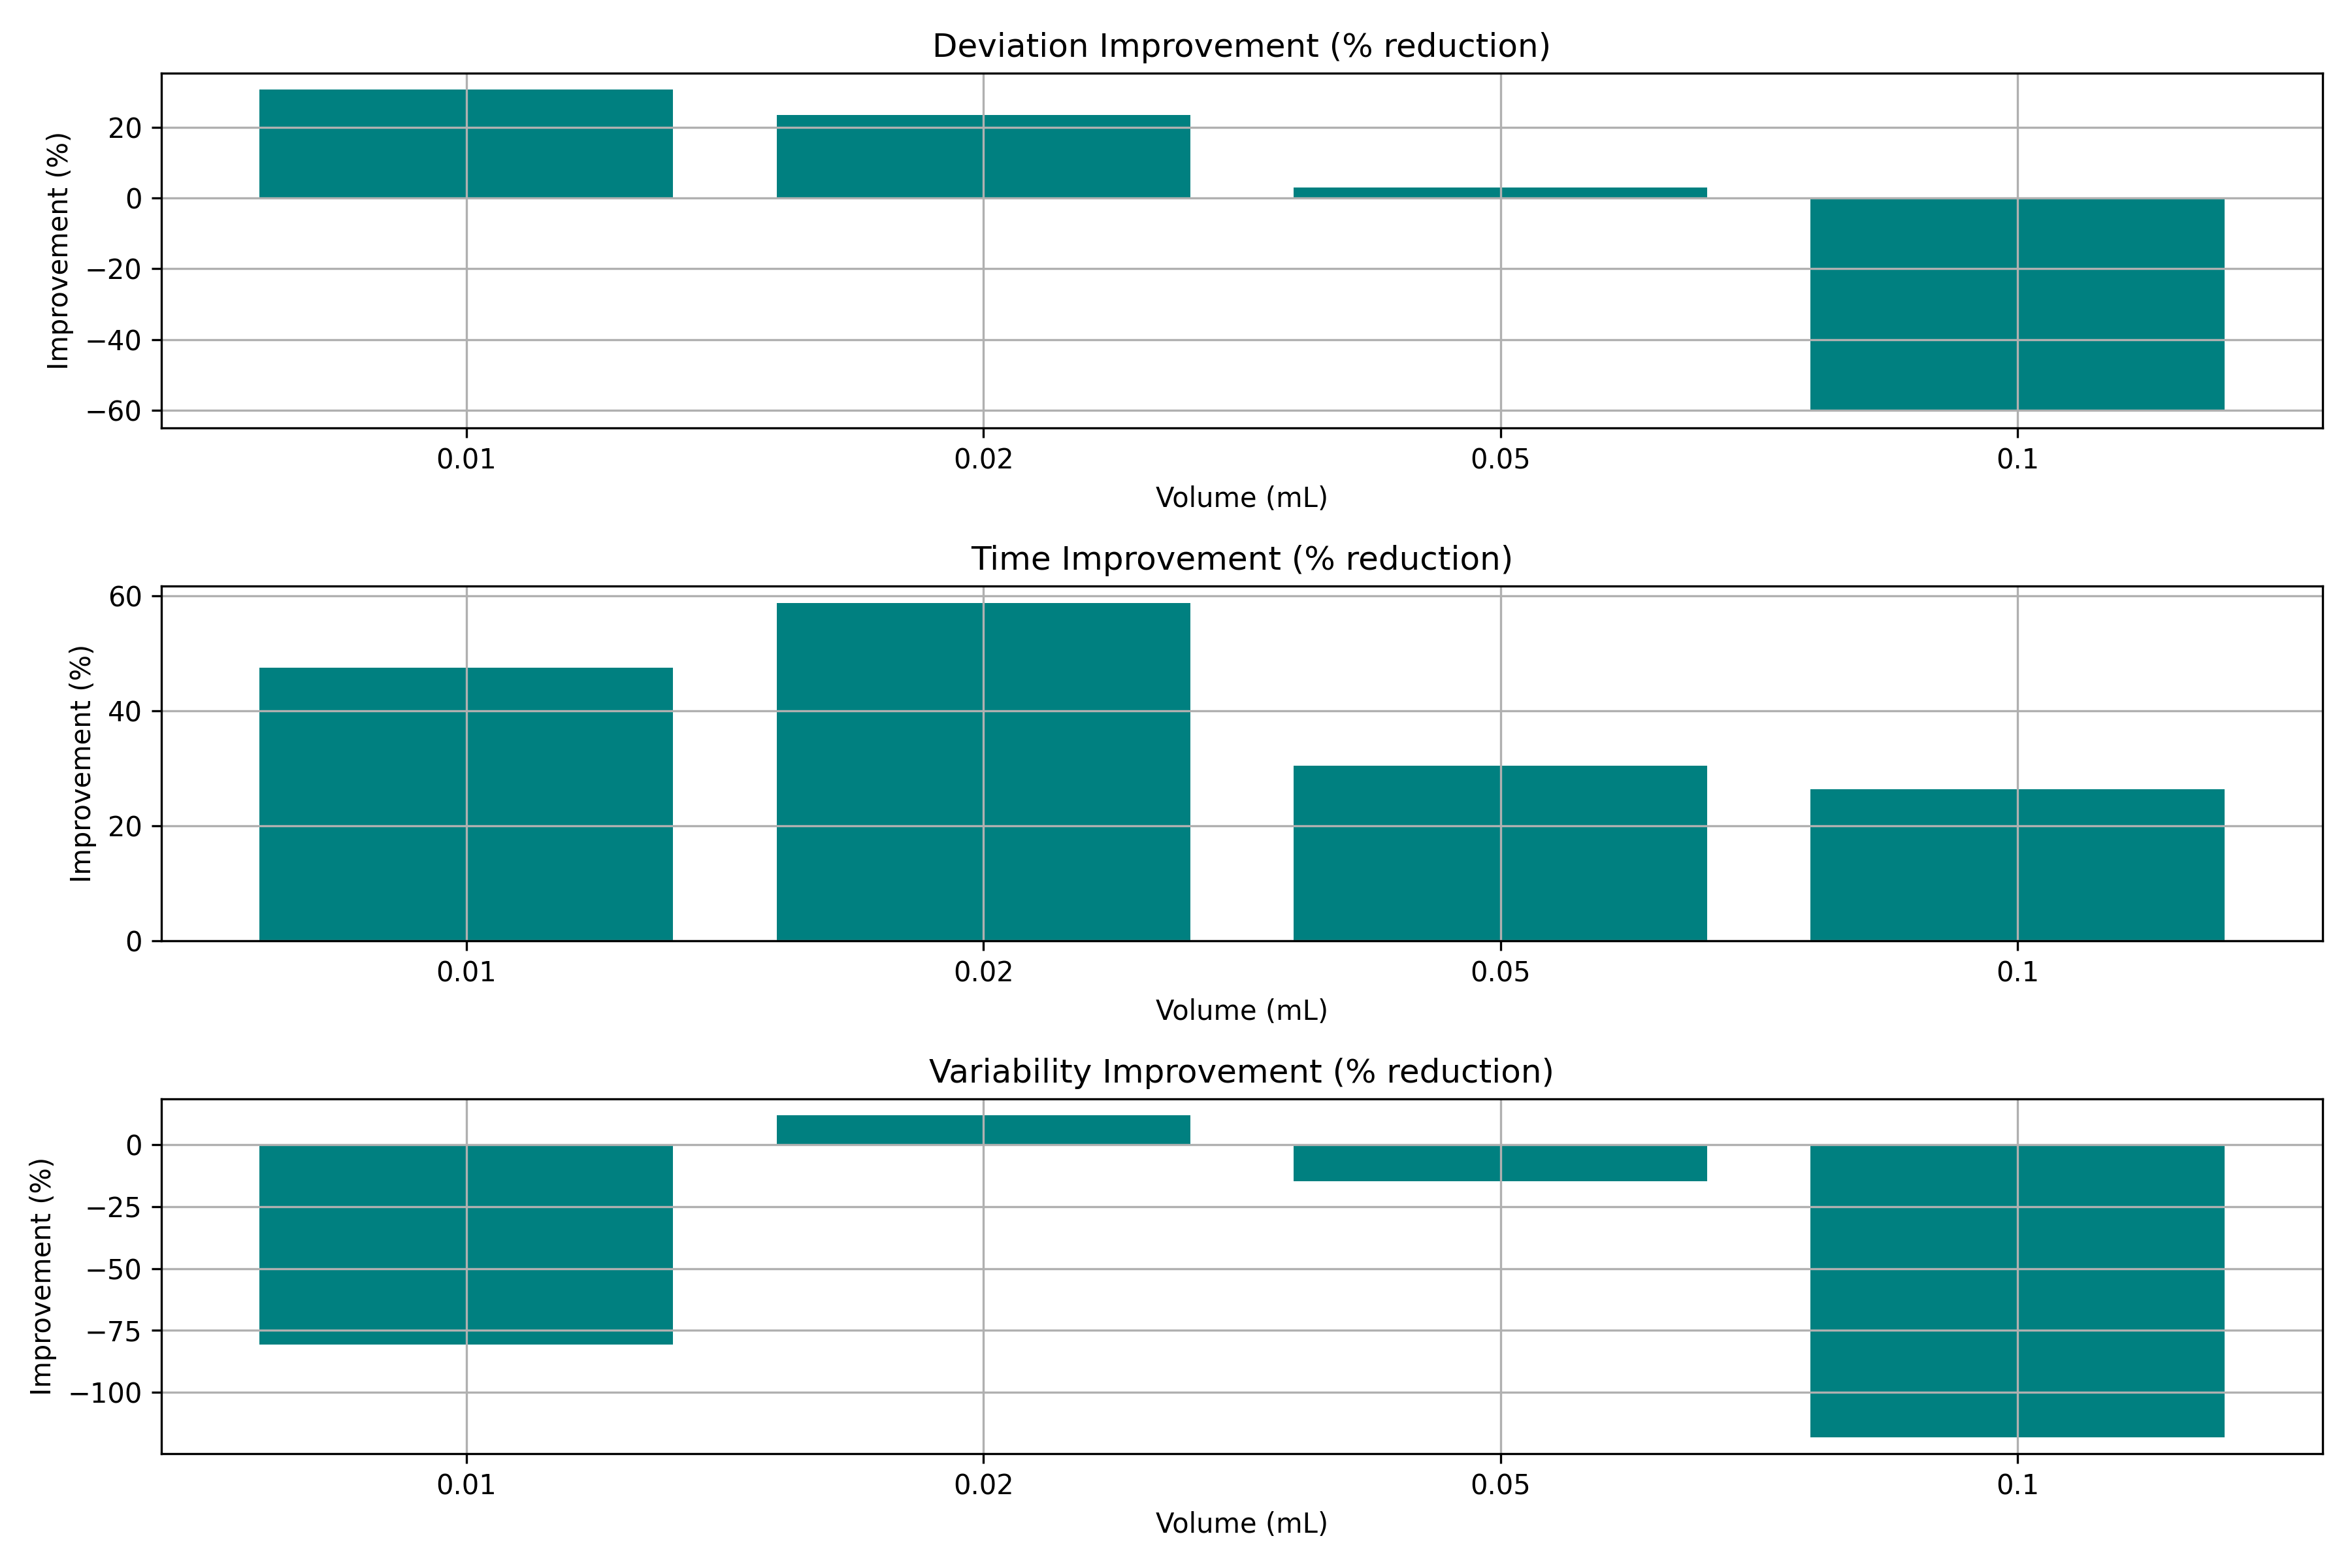 Deviation Improvement (% reduction)
Improvement (%)
20
0
−20
−40
−60
0.01 0.02 0.05 0.1
Volume (mL)
Time Improvement (% reduction)
Improvement (%)
60
40
20
0
0.01 0.02 0.05 0.1
Volume (mL)
Variability Improvement (% reduction)
Improvement (%)
0
−25
−50
−75
−100
0.01 0.02 0.05 0.1
Volume (mL)